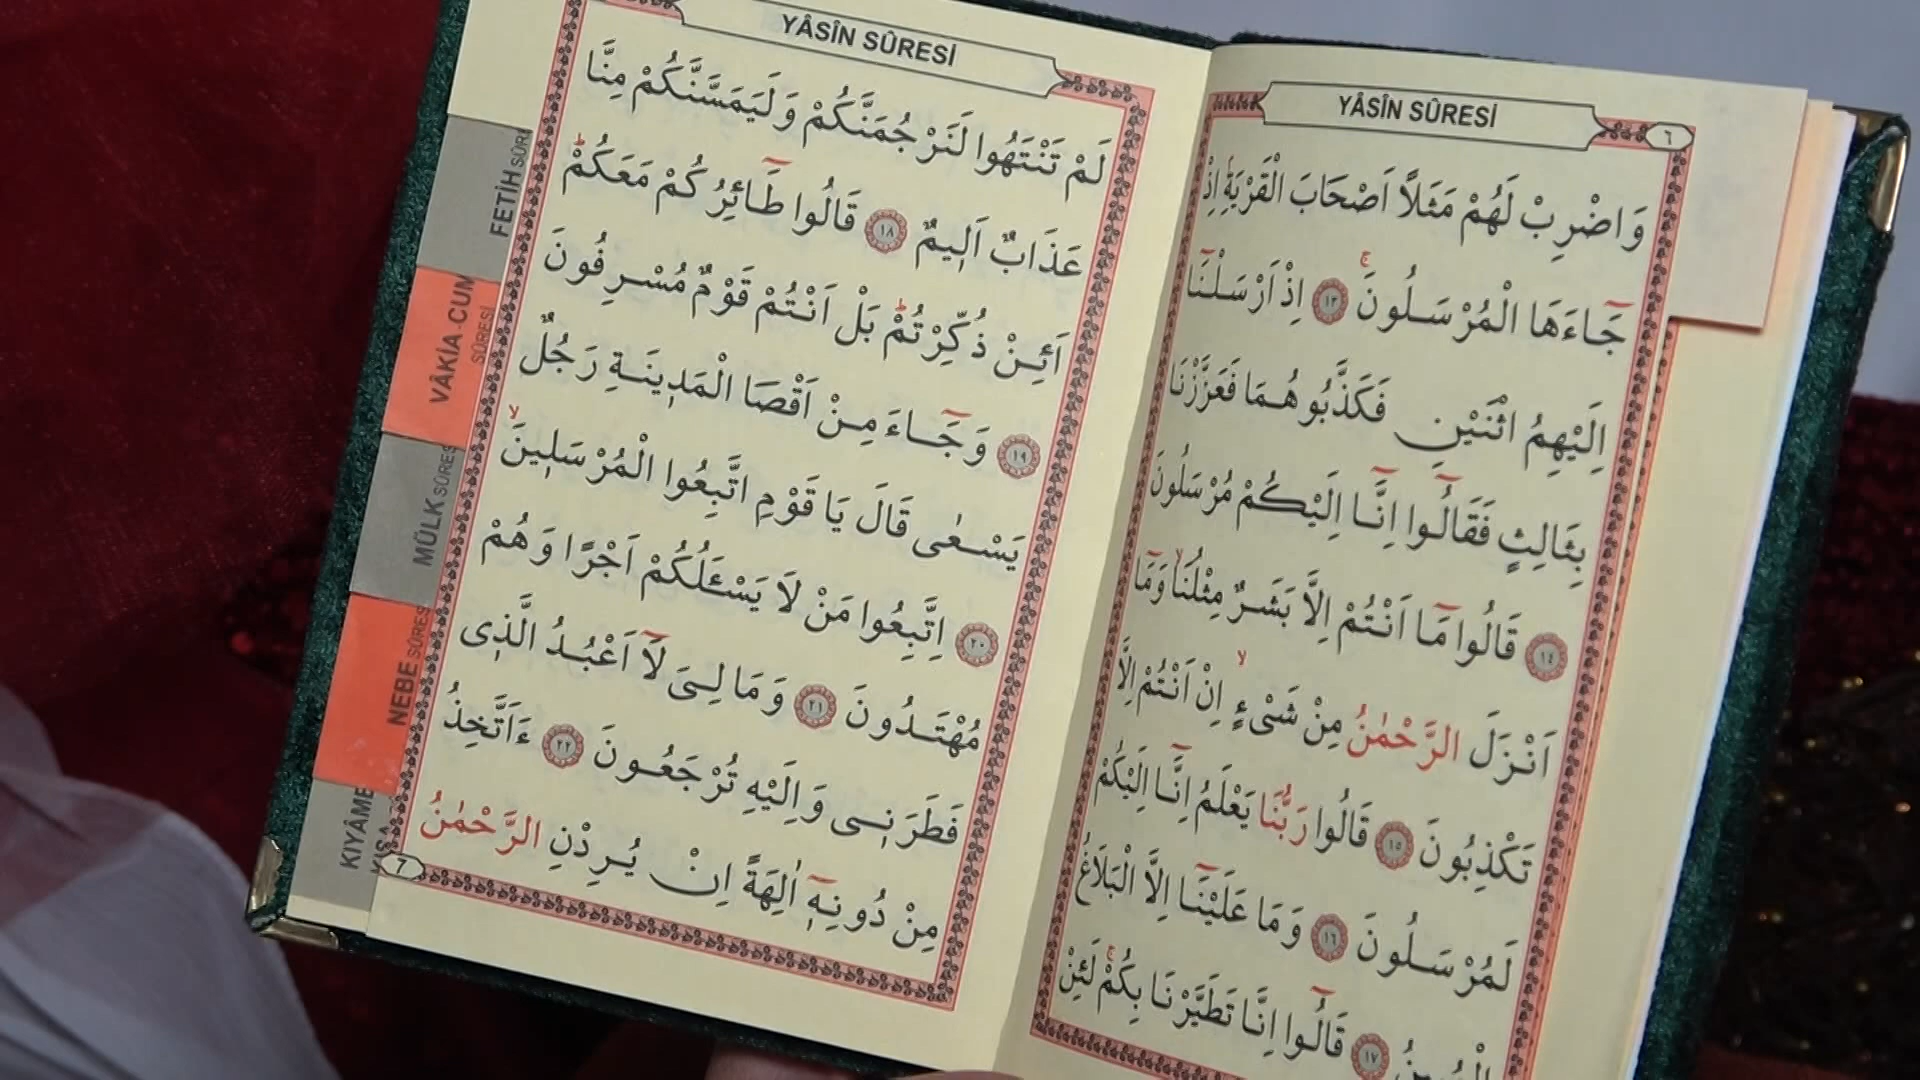 YÂSÎN SÛRESİ
٦
وَاضْرِبْ لَهُمْ مَثَلًا اَصْحَابَ الْقَرْيَةِۢ اِذْ
جَٓاءَهَا الْمُرْسَلُونَۚ ﴿١٣﴾ اِذْ اَرْسَلْنَٓا
اِلَيْهِمُ اثْنَيْنِ فَكَذَّبُوهُمَا فَعَزَّزْنَا
بِثَالِثٍ فَقَالُٓوا اِنَّٓا اِلَيْكُمْ مُرْسَلُونَ
﴿١٤﴾ قَالُوا مَٓا اَنْتُمْ اِلَّا بَشَرٌ مِثْلُنَاۙ وَمَٓا
اَنْزَلَ الرَّحْمٰنُ مِنْ شَیْءٍۙ اِنْ اَنْتُمْ اِلَّا
تَكْذِبُونَ ﴿١٥﴾ قَالُوا رَبُّنَا يَعْلَمُ اِنَّٓا اِلَيْكُمْ
لَمُرْسَلُونَ ﴿١٦﴾ وَمَا عَلَيْنَٓا اِلَّا الْبَلَاغُ
الْمُبٖينُ ﴿١٧﴾ قَالُٓوا اِنَّا تَطَيَّرْنَا بِكُمْۚ لَئِنْ
YÂSÎN SÛRESİ
لَمْ تَنْتَهُوا لَنَرْجُمَنَّكُمْ وَلَيَمَسَّنَّكُمْ مِنَّا
عَذَابٌ اَلٖيمٌ ﴿١٨﴾ قَالُوا طَٓائِرُكُمْ مَعَكُمْؕ
اَئِنْ ذُكِّرْتُمْؕ بَلْ اَنْتُمْ قَوْمٌ مُسْرِفُونَ
﴿١٩﴾ وَجَٓاءَ مِنْ اَقْصَا الْمَدٖينَةِ رَجُلٌ
يَسْعٰى قَالَ يَا قَوْمِ اتَّبِعُوا الْمُرْسَلٖينَۙ
﴿٢٠﴾ اِتَّبِعُوا مَنْ لَا يَسْـَٔلُكُمْ اَجْرًا وَهُمْ
مُهْتَدُونَ ﴿٢١﴾ وَمَا لِیَ لَٓا اَعْبُدُ الَّذٖى
فَطَرَنٖى وَاِلَيْهِ تُرْجَعُونَ ﴿٢٢﴾ ءَاَتَّخِذُ
مِنْ دُونِهٖٓ اٰلِهَةً اِنْ يُرِدْنِ الرَّحْمٰنُ
7
FETİH
VÂKIA
SÛRESİ
MÜLK
NEBE